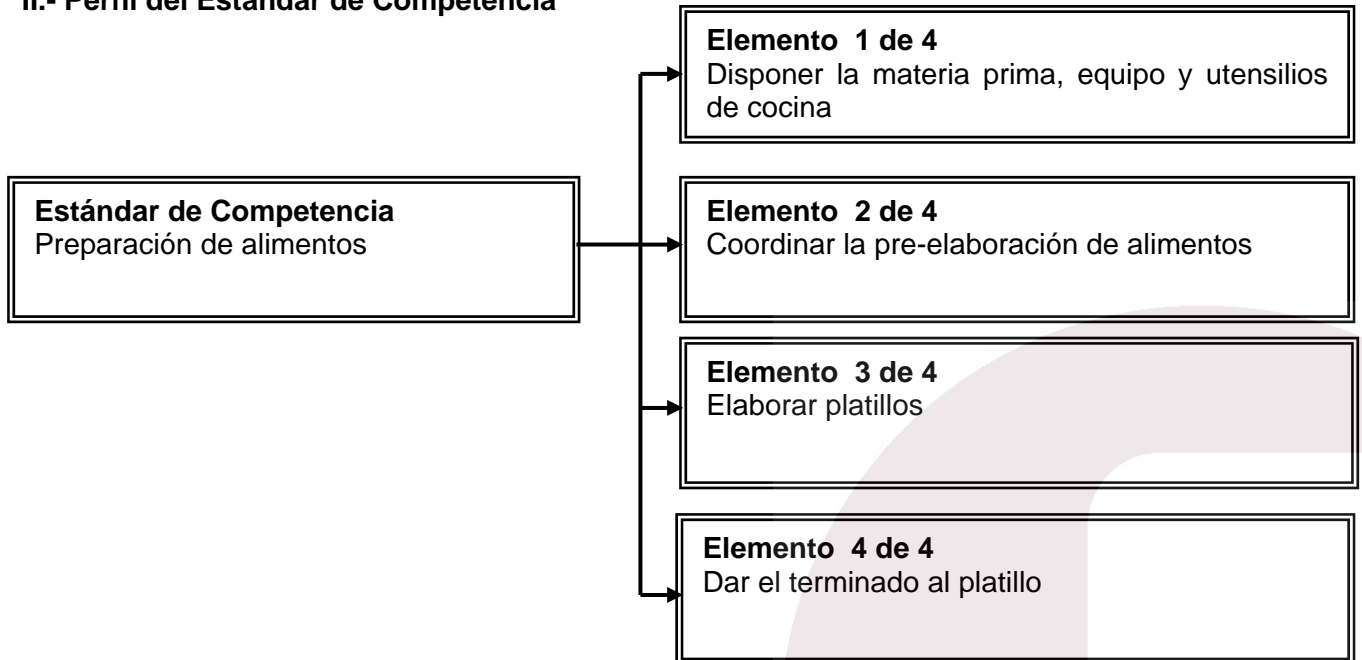 II.- Perfil del Estándar de Competencia
Estándar de Competencia
Preparación de alimentos
Elemento 1 de 4
Disponer la materia prima, equipo y utensilios
de cocina
Elemento 2 de 4
Coordinar la pre-elaboración de alimentos
Elemento 3 de 4
Elaborar platillos
Elemento 4 de 4
Dar el terminado al platillo